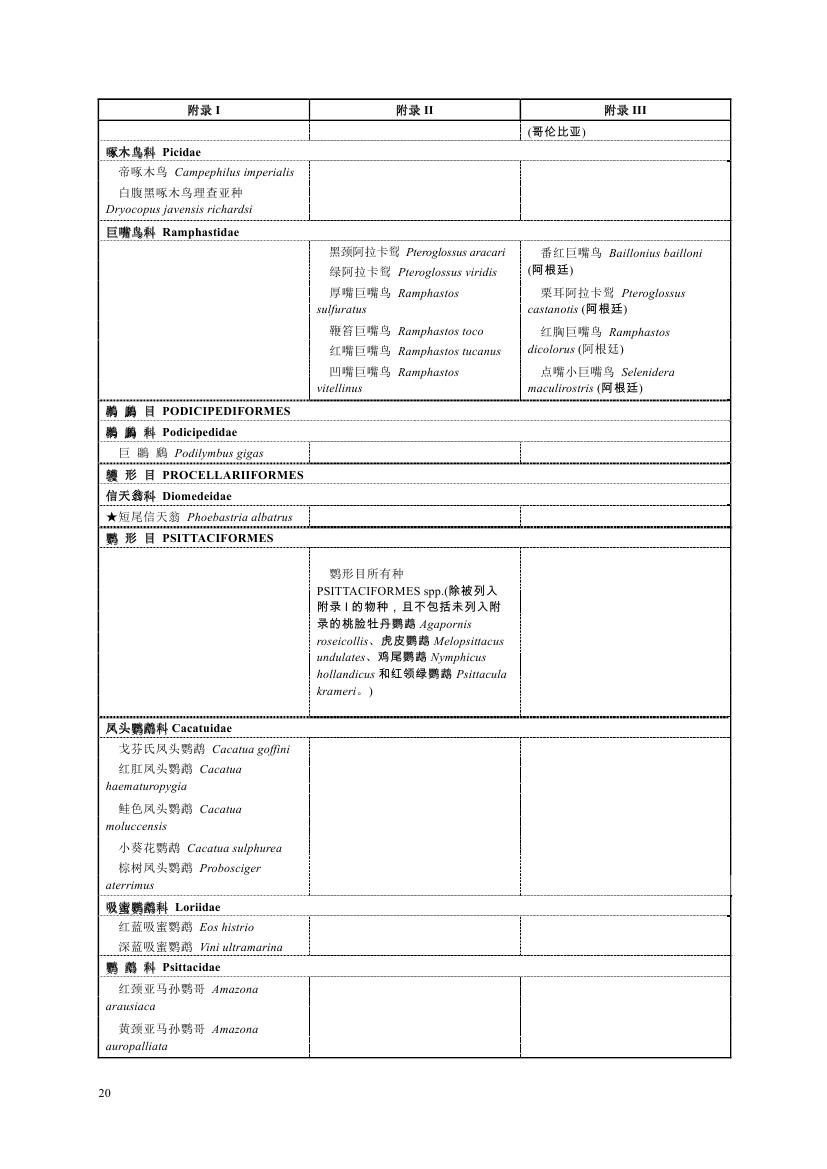 附录 I 附录 II 附录 III
(哥伦比亚)
啄木鸟科 Picidae
帝啄木鸟 Campephilus imperialis
白腹黑啄木鸟理查亚种
Dryocopus javensis richardsi
巨嘴鸟科 Ramphastidae
黑颈阿拉卡鴷 Pteroglossus aracari
绿阿拉卡鴷 Pteroglossus viridis
厚嘴巨嘴鸟 Ramphastos
sulfuratus
鞭笞巨嘴鸟 Ramphastos toco
红嘴巨嘴鸟 Ramphastos tucanus
凹嘴巨嘴鸟 Ramphastos
vitellinus
番红巨嘴鸟 Baillonius bailloni
(阿根廷)
栗耳阿拉卡鴷 Pteroglossus
castanotis (阿根廷)
红胸巨嘴鸟 Ramphastos
dicolorus (阿根廷)
点嘴小巨嘴鸟 Selenidera
maculirostris (阿根廷)
䴙䴘目 PODICIPEDIFORMES
䴙䴘科 Podicipedidae
巨䴙䴘 Podilymbus gigas
鹱形目 PROCELLARIIFORMES
信天翁科 Diomedeidae
★短尾信天翁 Phoebastria albatrus
鹦形目 PSITTACIFORMES
鹦形目所有种
PSITTACIFORMES spp.(除被列入
附录 I 的物种，且不包括未列入附
录的桃脸牡丹鹦鹉 Agapornis
roseicollis、虎皮鹦鹉 Melopsittacus
undulates、鸡尾鹦鹉 Nymphicus
hollandicus 和红领绿鹦鹉 Psittacula
krameri。)
凤头鹦鹉科 Cacatuidae
戈芬氏凤头鹦鹉 Cacatua goffini
红肛凤头鹦鹉 Cacatua
haematuropygia
鲑色凤头鹦鹉 Cacatua
moluccensis
小葵花鹦鹉 Cacatua sulphurea
棕树凤头鹦鹉 Probosciger
aterrimus
吸蜜鹦鹉科 Loriidae
红蓝吸蜜鹦鹉 Eos histrio
深蓝吸蜜鹦鹉 Vini ultramarina
鹦鹉科 Psittacidae
红颈亚马孙鹦哥 Amazona
arausiaca
黄颈亚马孙鹦哥 Amazona
auropalliata
20